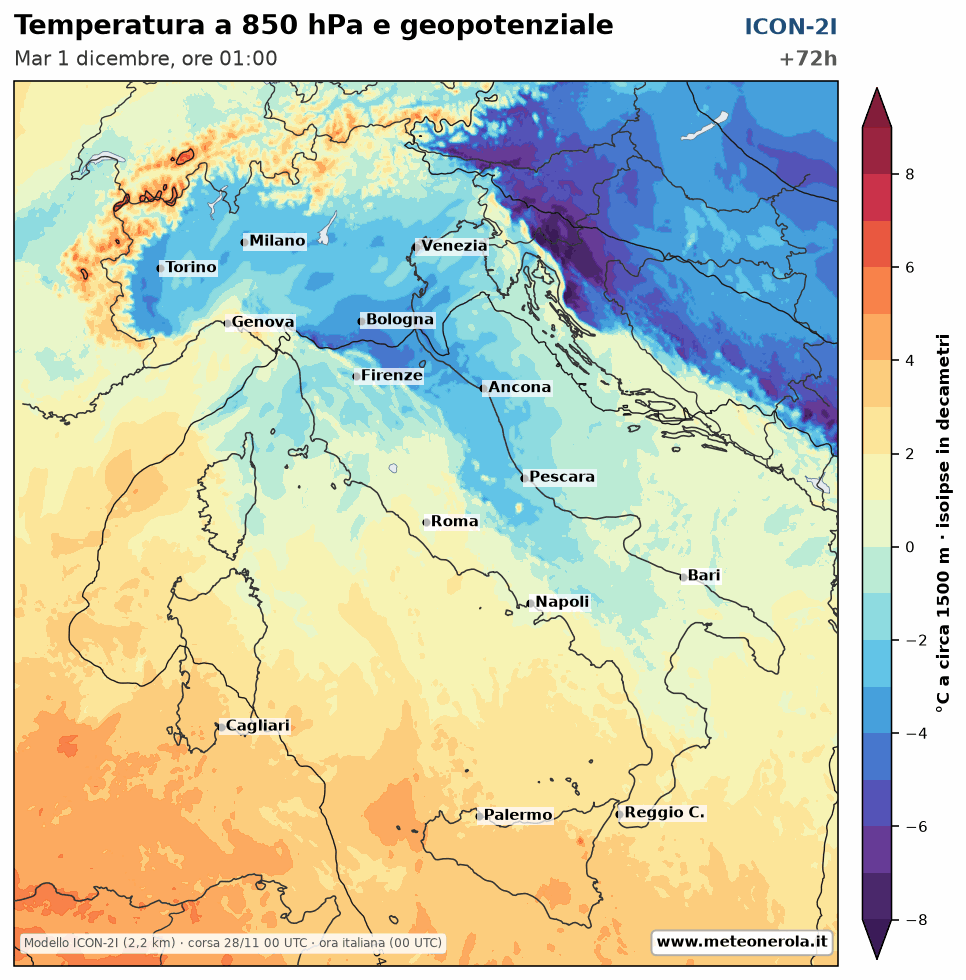 Temperatura a 850 hPa e geopotenziale
ICON-2I
Mar 1 dicembre, ore 01:00
+72h
Milano
Venezia
Torino
Genova
Bologna
Firenze
Ancona
Pescara
Roma
Bari
Napoli
Cagliari
Palermo
Reggio C.
8
6
4
2
0
−2
−4
−6
−8
°C a circa 1500 m · isoipse in decametri
Modello ICON-2I (2,2 km) · corsa 28/11 00 UTC · ora italiana (00 UTC)
www.meteonerola.it